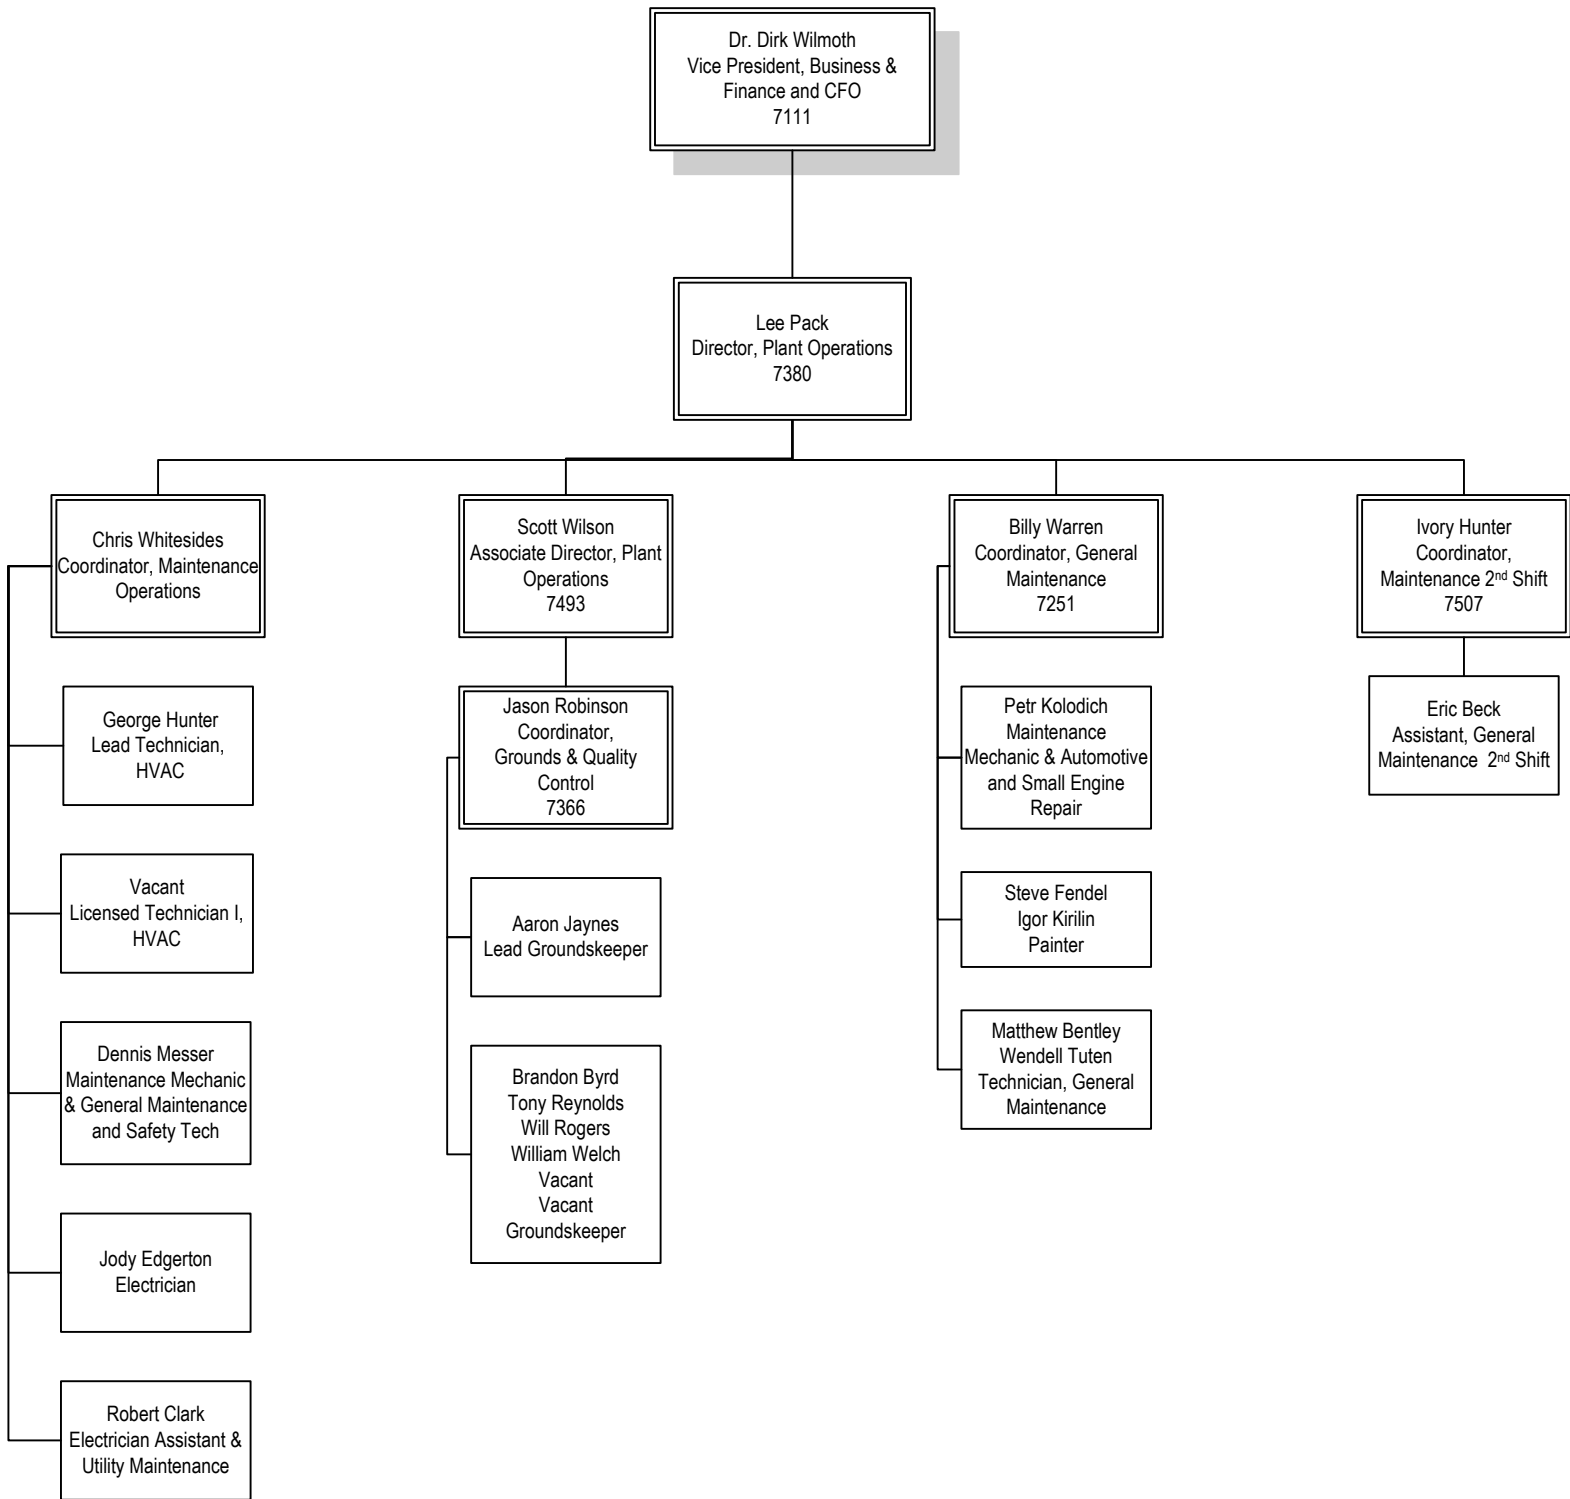 Dr. Dirk Wilmoth
Vice President, Business &
Finance and CFO
7111
Lee Pack
Director, Plant Operations
7380
Chris Whitesides
Coordinator, Maintenance
Operations
Scott Wilson
Associate Director, Plant
Operations
7493
Billy Warren
Coordinator, General
Maintenance
7251
Ivory Hunter
Coordinator,
Maintenance 2nd Shift
7507
George Hunter
Lead Technician,
HVAC
Vacant
Licensed Technician I,
HVAC
Dennis Messer
Maintenance Mechanic
& General Maintenance
and Safety Tech
Jody Edgerton
Electrician
Robert Clark
Electrician Assistant &
Utility Maintenance
Jason Robinson
Coordinator,
Grounds & Quality
Control
7366
Aaron Jaynes
Lead Groundskeeper
Brandon Byrd
Tony Reynolds
Will Rogers
William Welch
Vacant
Vacant
Groundskeeper
Petr Kolodich
Maintenance
Mechanic & Automotive
and Small Engine
Repair
Steve Fendel
Igor Kirilin
Painter
Matthew Bentley
Wendell Tuten
Technician, General
Maintenance
Eric Beck
Assistant, General
Maintenance 2nd Shift